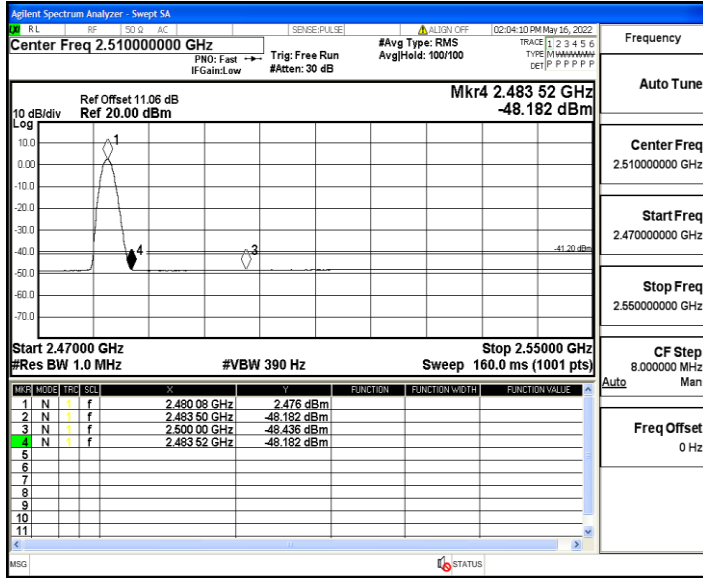 Agilent Spectrum Analyzer - Swept SA
RL RF 50 Ω AC SENSE:PULSE ALIGN OFF 02:04:10 PM May 16, 2022
Center Freq 2.510000000 GHz
PNO: Fast
IFGain:Low
Trig: Free Run
#Atten: 30 dB
#Avg Type: RMS
Avg|Hold: 100/100
TRACE 1 2 3 4 5 6
TYPE MWWWWW
DET P P P P P P
Ref Offset 11.06 dB
10 dB/div Ref 20.00 dBm
Log
Mkr4 2.483 52 GHz
-48.182 dBm
10.0
0.00
-10.0
-20.0
-30.0
-40.0
-50.0
-60.0
-70.0
1
4
3
-41.20 dBm
Start 2.47000 GHz Stop 2.55000 GHz
#Res BW 1.0 MHz #VBW 390 Hz Sweep 160.0 ms (1001 pts)
MKR MODE TRC SCL X Y FUNCTION FUNCTION WIDTH FUNCTION VALUE
1 N 1 f 2.480 08 GHz 2.476 dBm
2 N 1 f 2.483 50 GHz -48.182 dBm
3 N 1 f 2.500 00 GHz -48.436 dBm
4 N 1 f 2.483 52 GHz -48.182 dBm
5
6
7
8
9
10
11
MSG STATUS
Frequency
Auto Tune
Center Freq
2.510000000 GHz
Start Freq
2.470000000 GHz
Stop Freq
2.550000000 GHz
CF Step
8.000000 MHz
Auto Man
Freq Offset
0 Hz